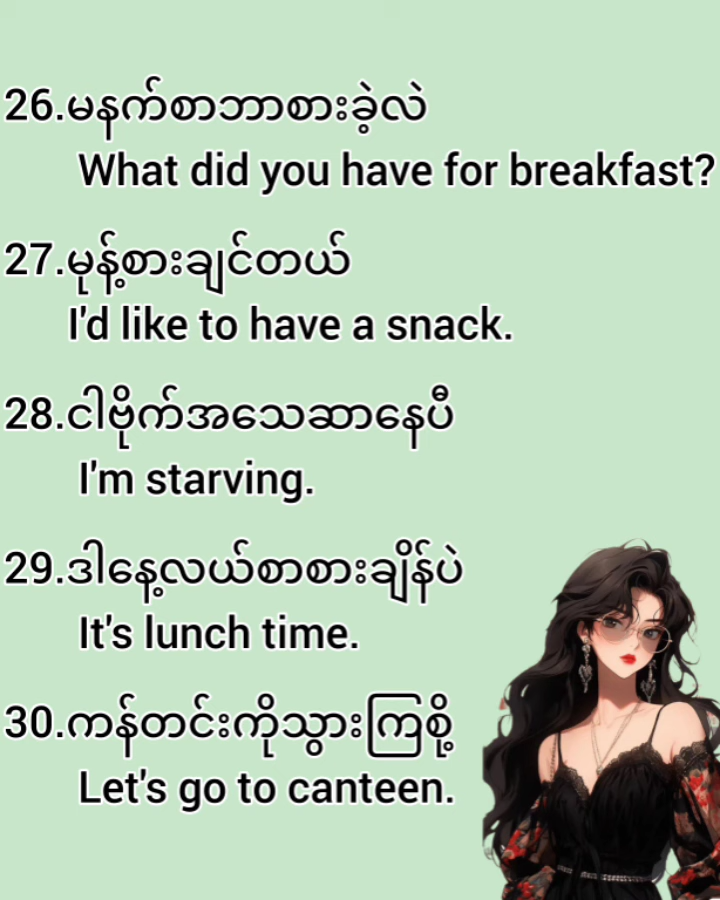 26.မနက်စာဘာစားခဲ့လဲ
What did you have for breakfast?
27.မုန့်စားချင်တယ်
I'd like to have a snack.
28.ငါဗိုက်အသေဆာနေပီ
I'm starving.
29.ဒါနေ့လယ်စာစားချိန်ပဲ
It's lunch time.
30.ကန်တင်းကိုသွားကြစို့
Let's go to canteen.